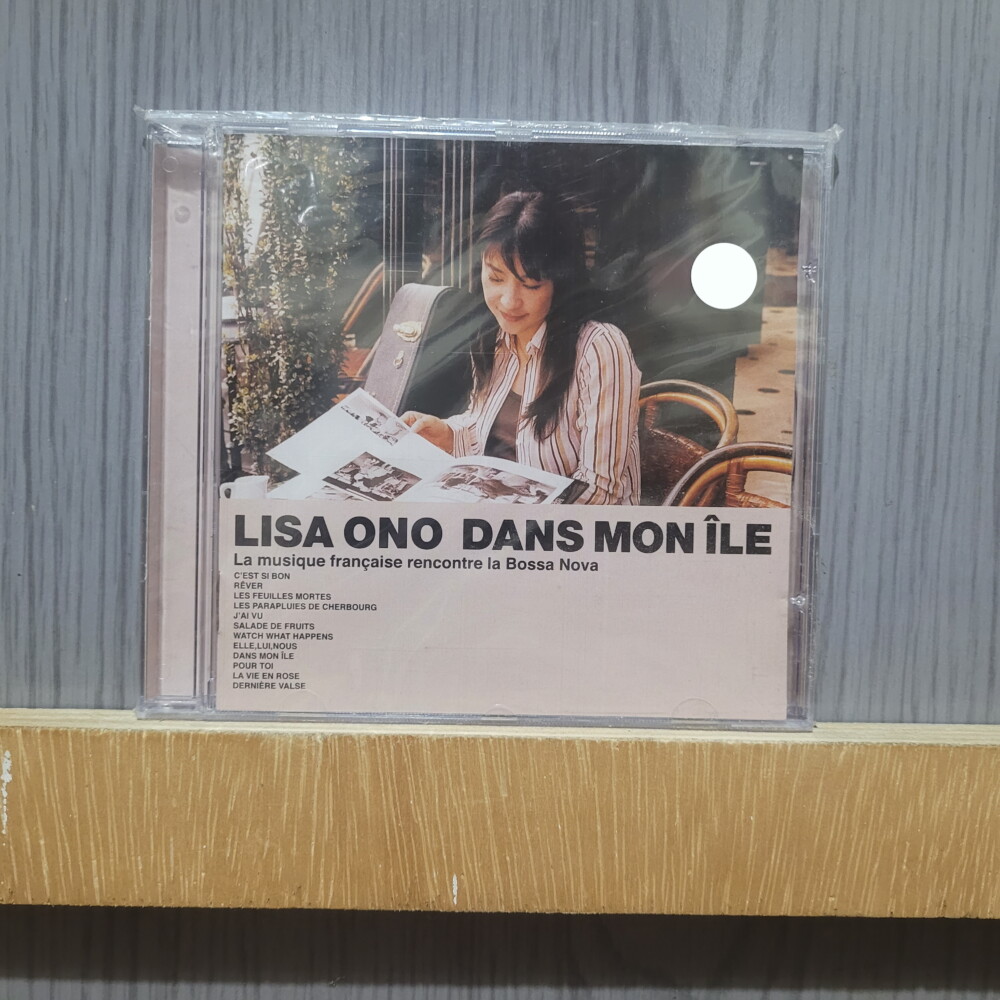 LISA ONO DANS MON ÎLE
La musique française rencontre la Bossa Nova
C'EST SI BON
RÊVER
LES FEUILLES MORTES
LES PARAPLUIES DE CHERBOURG
J'AI VU
SALADE DE FRUITS
WATCH WHAT HAPPENS
ELLE,LUI,NOUS
DANS MON ÎLE
POUR TOI
LA VIE EN ROSE
DERNIÈRE VALSE